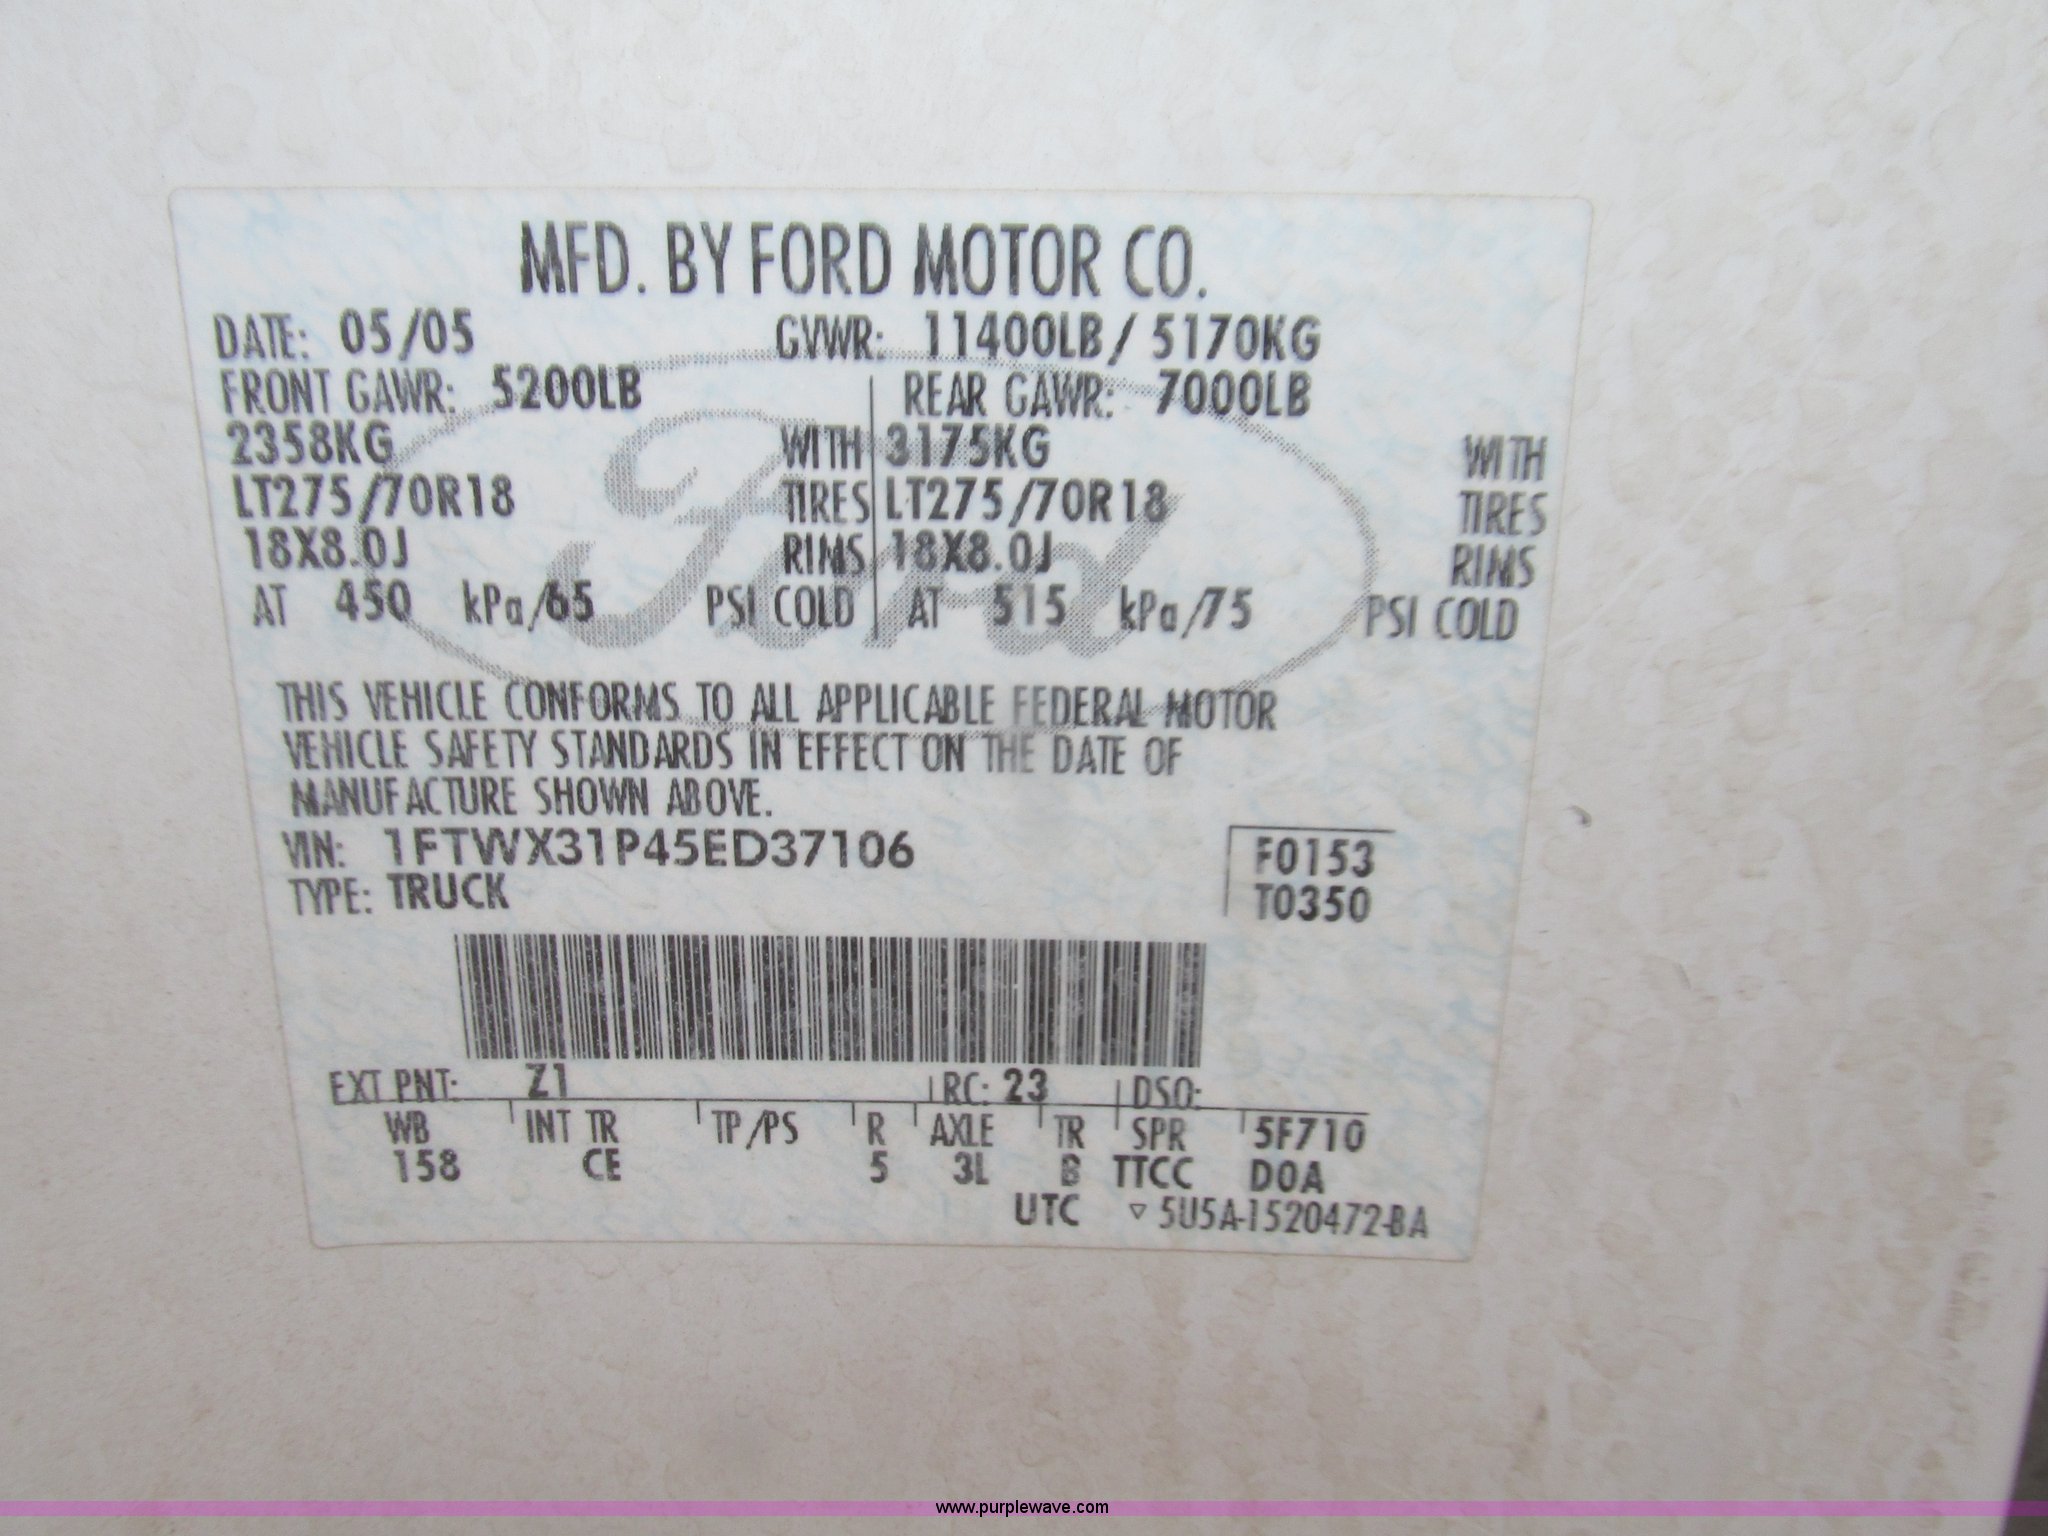 MFD. BY FORD MOTOR CO.
DATE: 05/05 GVWR: 11400LB / 5170KG
FRONT GAWR: 5200LB REAR GAWR: 7000LB
2358KG WITH 3175KG WITH
LT275/70R18 TIRES LT275/70R18 TIRES
18X8.0J RIMS 18X8.0J RIMS
AT 450 kPa/65 PSI COLD AT 515 kPa/75 PSI COLD
THIS VEHICLE CONFORMS TO ALL APPLICABLE FEDERAL MOTOR
VEHICLE SAFETY STANDARDS IN EFFECT ON THE DATE OF
MANUFACTURE SHOWN ABOVE.
VIN: 1FTWX31P45ED37106 F0153
TYPE: TRUCK T0350
EXT PNT: Z1 RC: 23 DSO:
WB INT TR TP/PS R AXLE TR SPR 5F710
158 CE 5 3L B TTCC D0A
UTC ▽ 5U5A-1520472-BA
Ford
www.purplewave.com